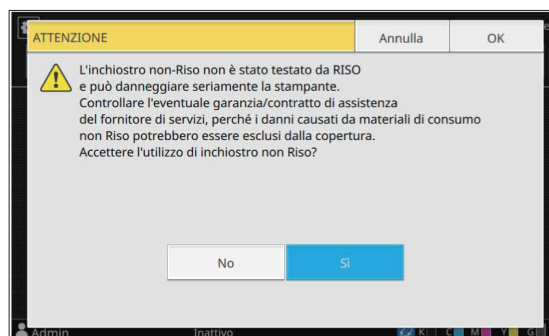 ATTENZIONE
Annulla
OK
L'inchiostro non-Riso non è stato testato da RISO
e può danneggiare seriamente la stampante.
Controllare l'eventuale garanzia/contratto di assistenza
del fornitore di servizi, perché i danni causati da materiali di consumo
non Riso potrebbero essere esclusi dalla copertura.
Accettere l'utilizzo di inchiostro non Riso?
No
Sì
Admin
Inattivo
K C M Y G